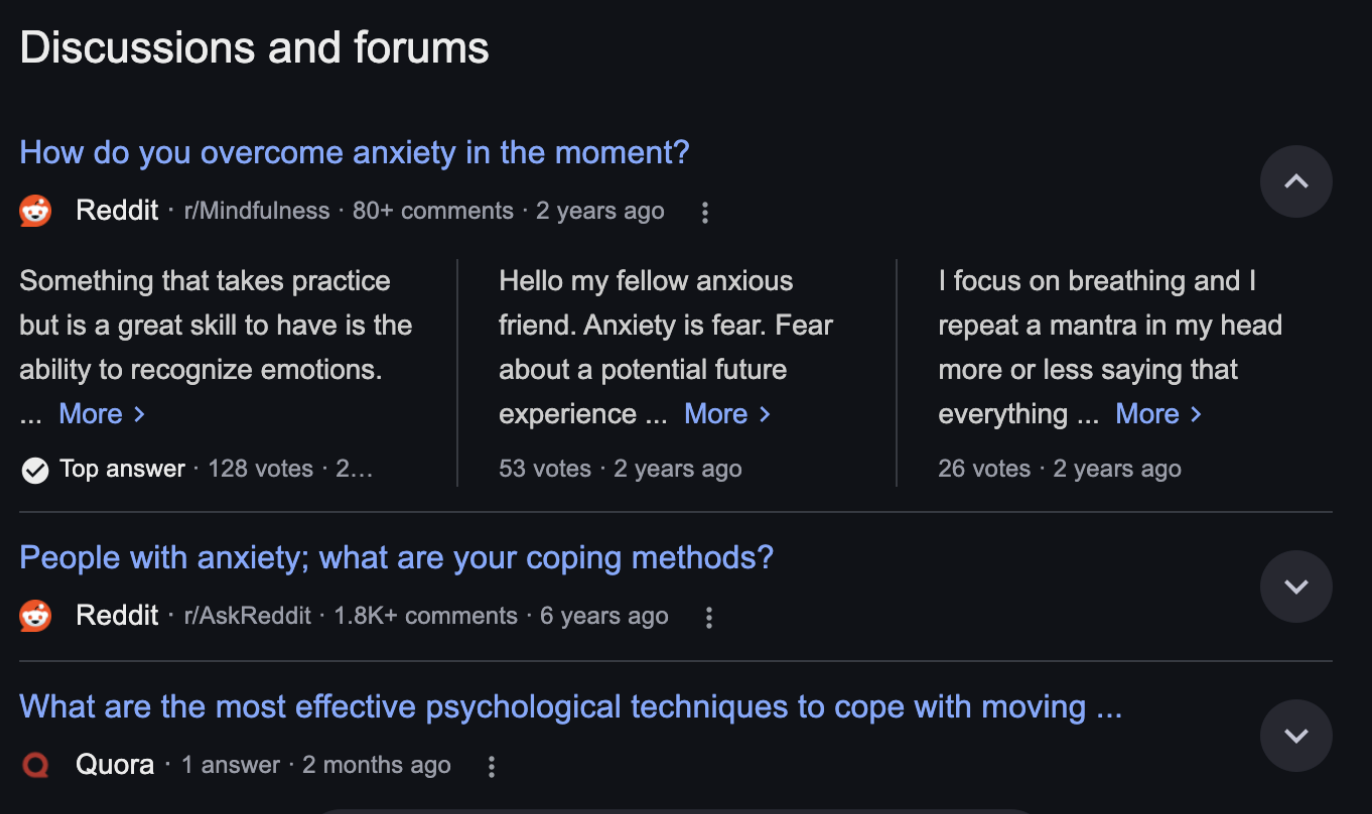 Discussions and forums
How do you overcome anxiety in the moment?
Reddit · r/Mindfulness · 80+ comments · 2 years ago
Something that takes practice
but is a great skill to have is the
ability to recognize emotions.
... More
Top answer · 128 votes · 2...
Hello my fellow anxious
friend. Anxiety is fear. Fear
about a potential future
experience ... More
53 votes · 2 years ago
I focus on breathing and I
repeat a mantra in my head
more or less saying that
everything ... More
26 votes · 2 years ago
People with anxiety; what are your coping methods?
Reddit · r/AskReddit · 1.8K+ comments · 6 years ago
What are the most effective psychological techniques to cope with moving ...
Quora · 1 answer · 2 months ago